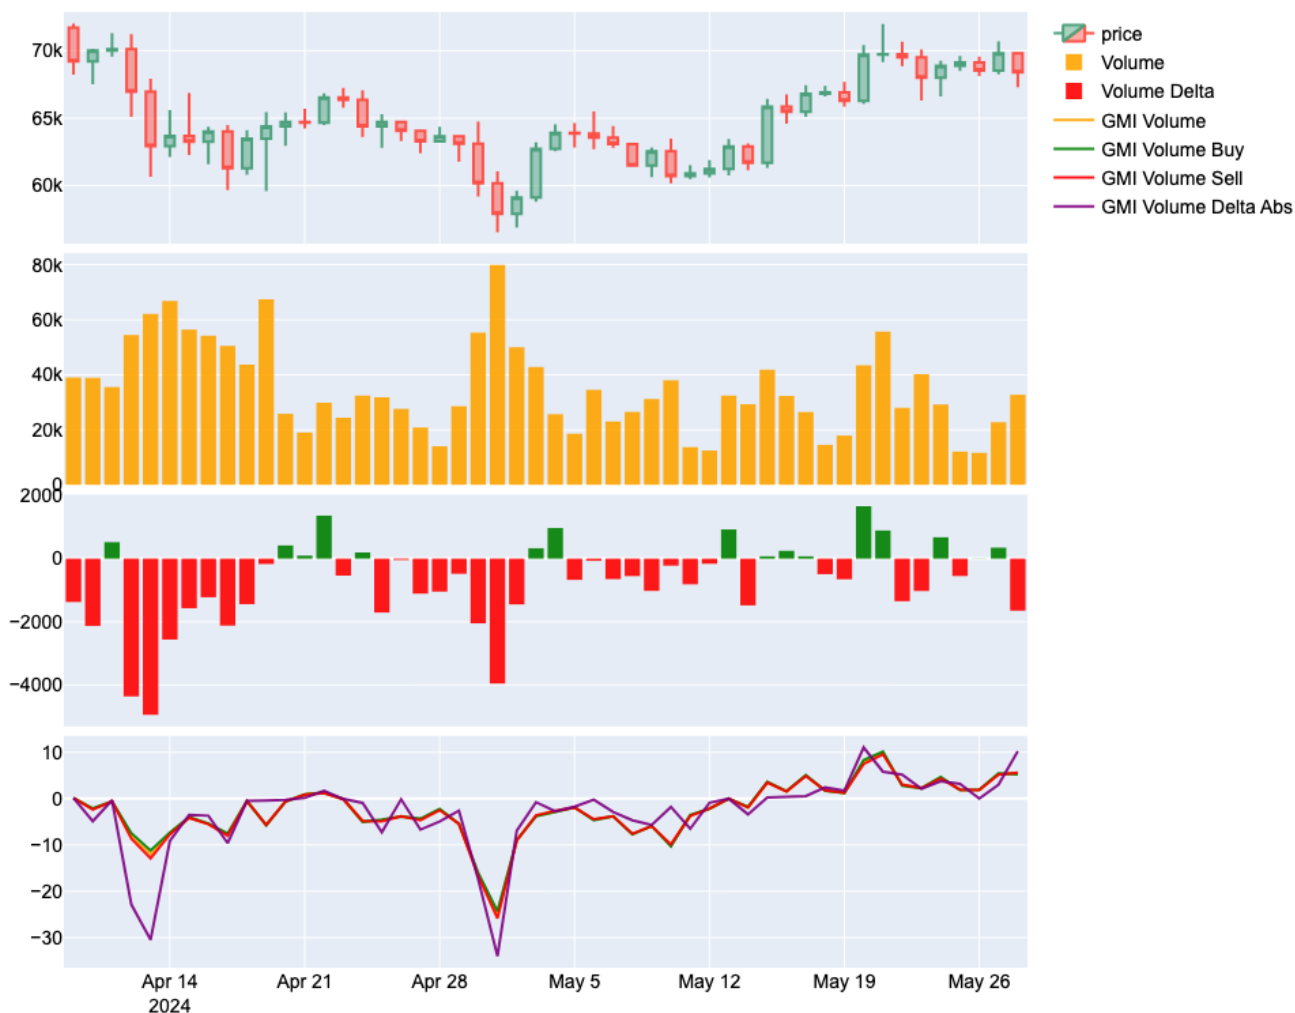 70k
65k
60k
80k
60k
40k
20k
0
2000
0
−2000
−4000
10
0
−10
−20
−30
Apr 14
2024
Apr 21
Apr 28
May 5
May 12
May 19
May 26
price
Volume
Volume Delta
GMI Volume
GMI Volume Buy
GMI Volume Sell
GMI Volume Delta Abs